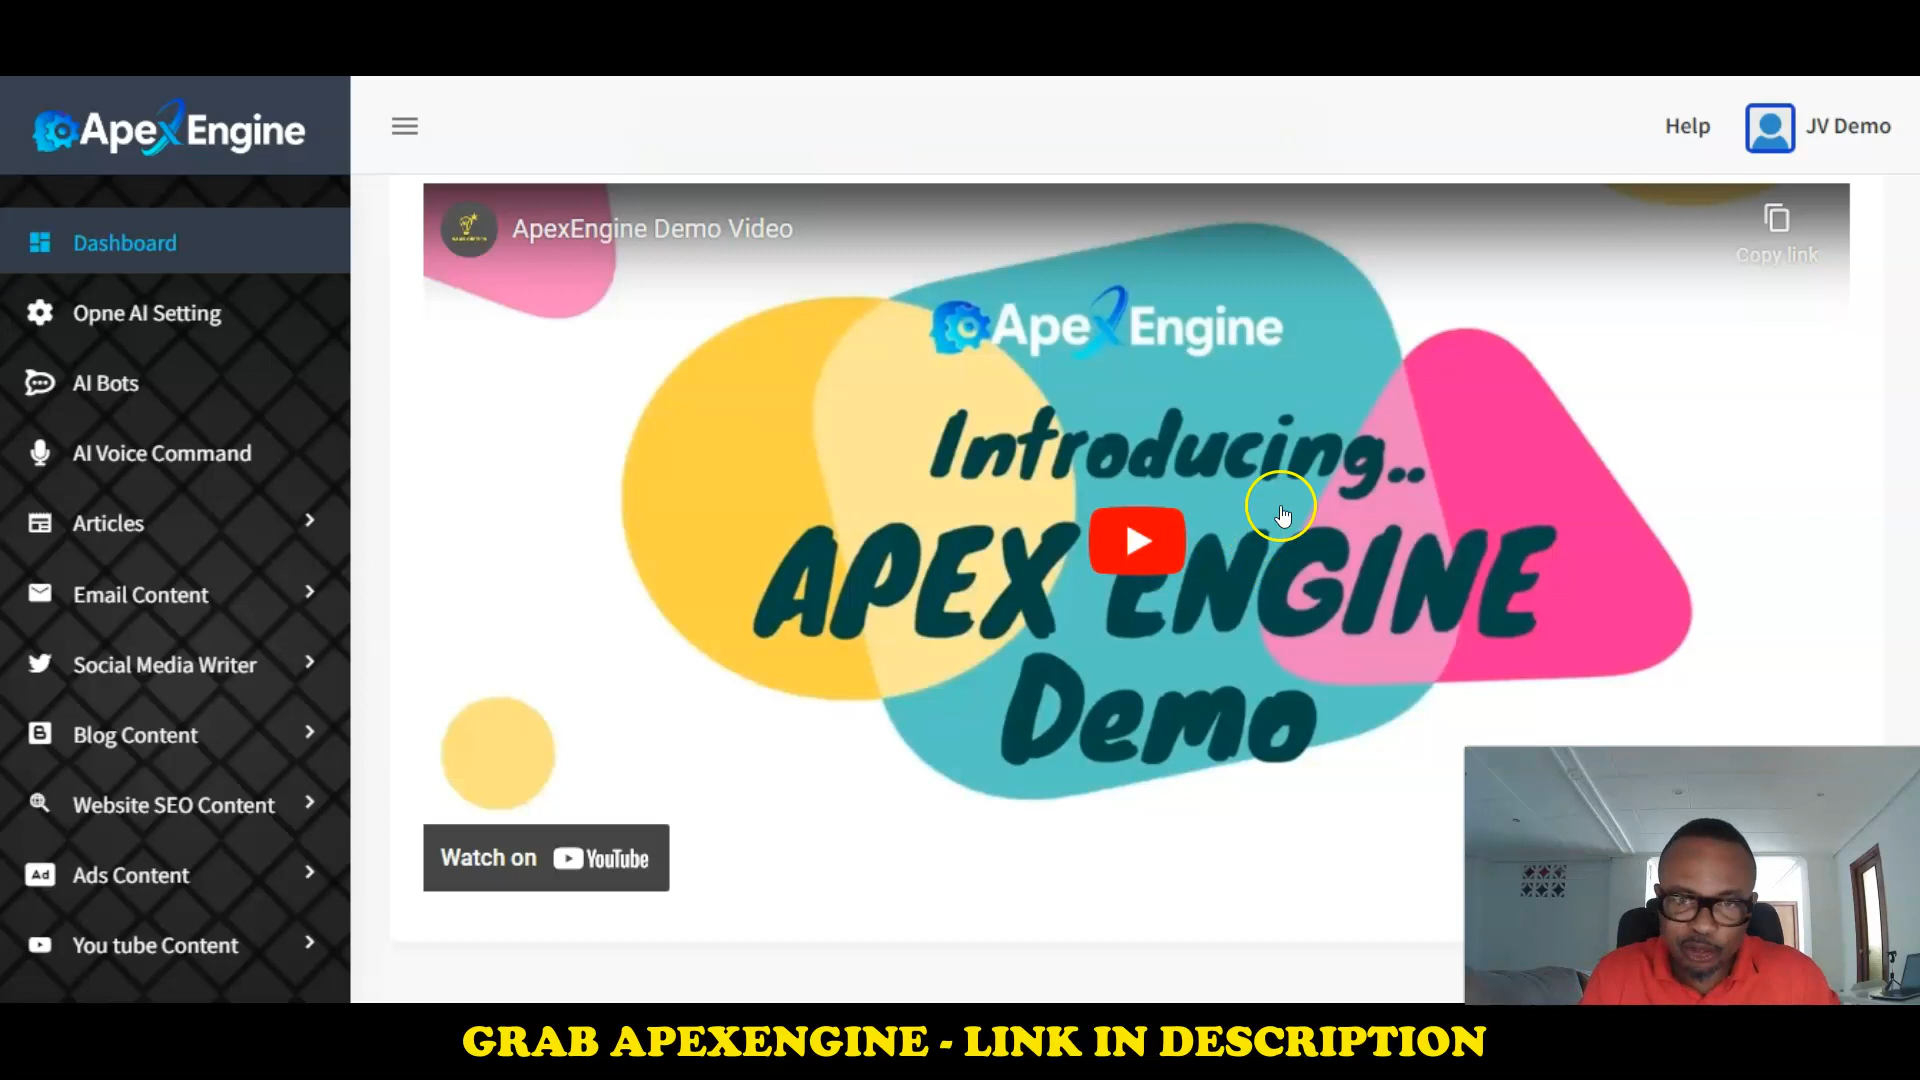 ApexEngine
Help
JV Demo
Dashboard
Opne AI Setting
AI Bots
AI Voice Command
Articles
Email Content
Social Media Writer
Blog Content
Website SEO Content
Ad
Ads Content
You tube Content
ApexEngine Demo Video
Copy link
ApexEngine
Introducing..
APEX ENGINE
Demo
Watch on YouTube
GRAB APEXENGINE - LINK IN DESCRIPTION